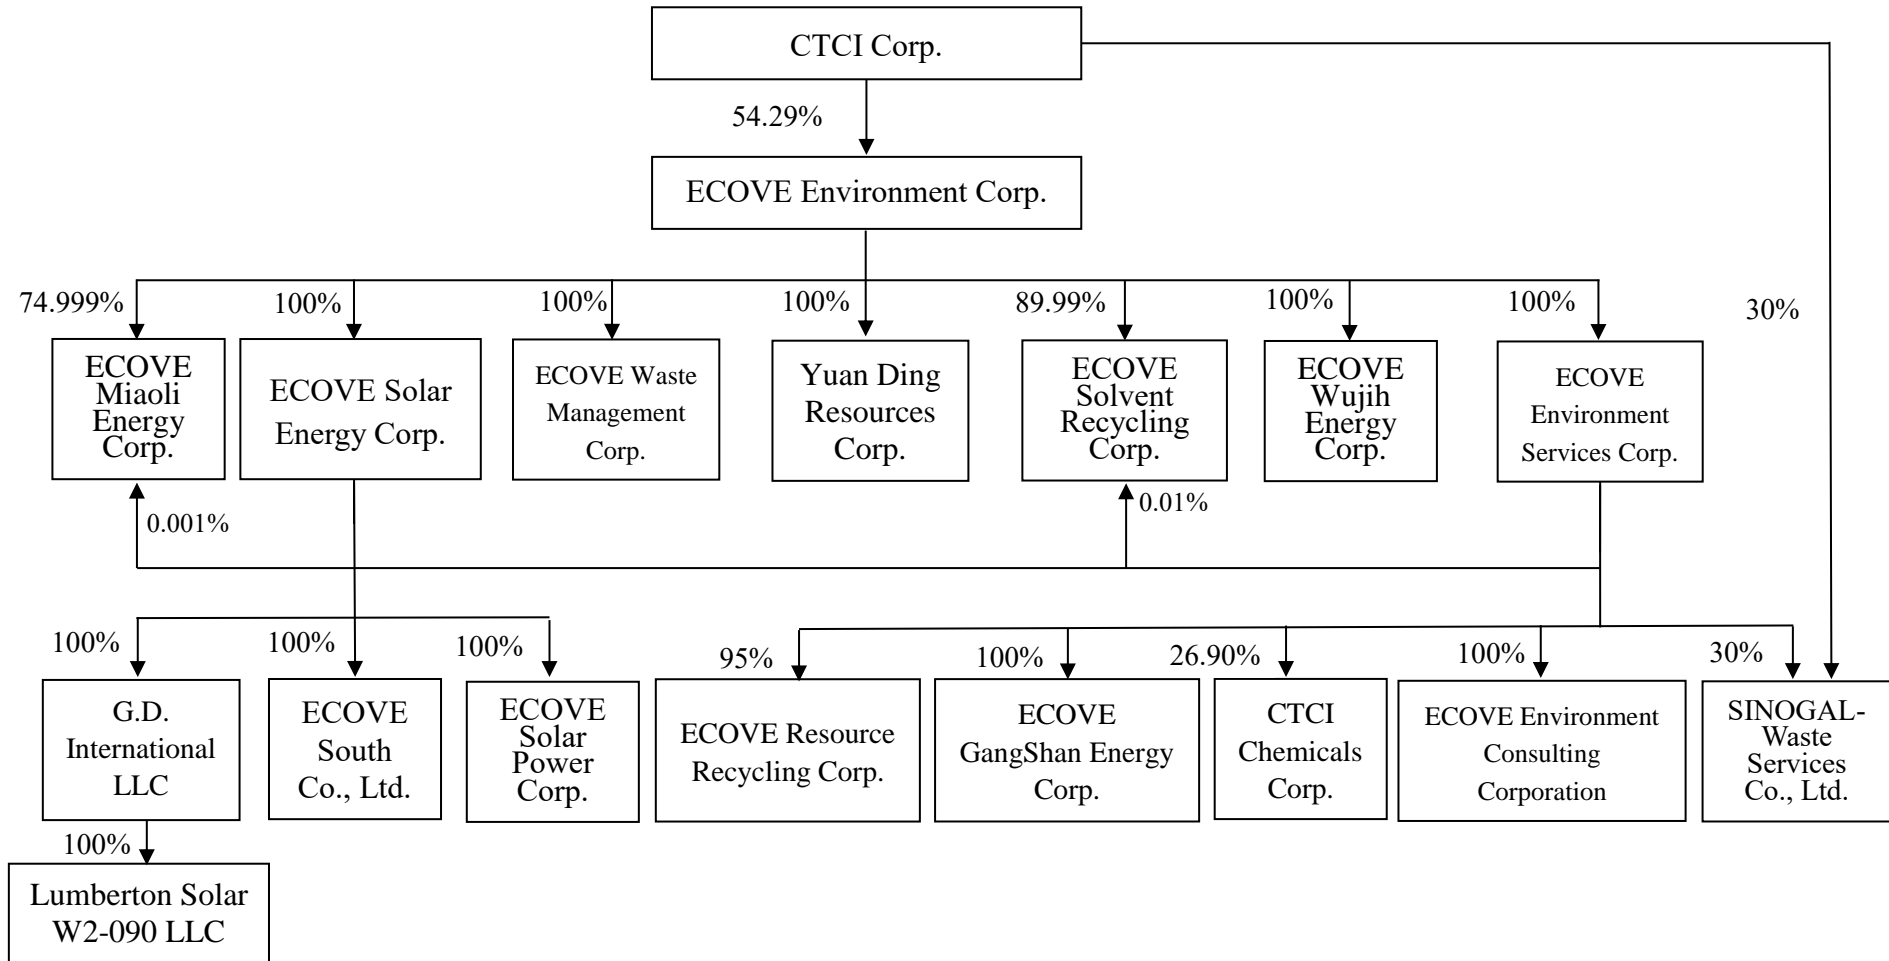 CTCI Corp.
54.29%
ECOVE Environment Corp.
74.999%
100%
100%
100%
89.99%
100%
100%
30%
ECOVE
Miaoli
Energy
Corp.
ECOVE Solar
Energy Corp.
ECOVE Waste
Management
Corp.
Yuan Ding
Resources
Corp.
ECOVE
Solvent
Recycling
Corp.
ECOVE
Wujih
Energy
Corp.
ECOVE
Environment
Services Corp.
0.001%
0.01%
100%
100%
100%
95%
100%
26.90%
100%
30%
G.D.
International
LLC
ECOVE
South
Co., Ltd.
ECOVE
Solar
Power
Corp.
ECOVE Resource
Recycling Corp.
ECOVE
GangShan Energy
Corp.
CTCI
Chemicals
Corp.
ECOVE Environment
Consulting
Corporation
SINOGAL-
Waste
Services
Co., Ltd.
100%
Lumberton Solar
W2-090 LLC